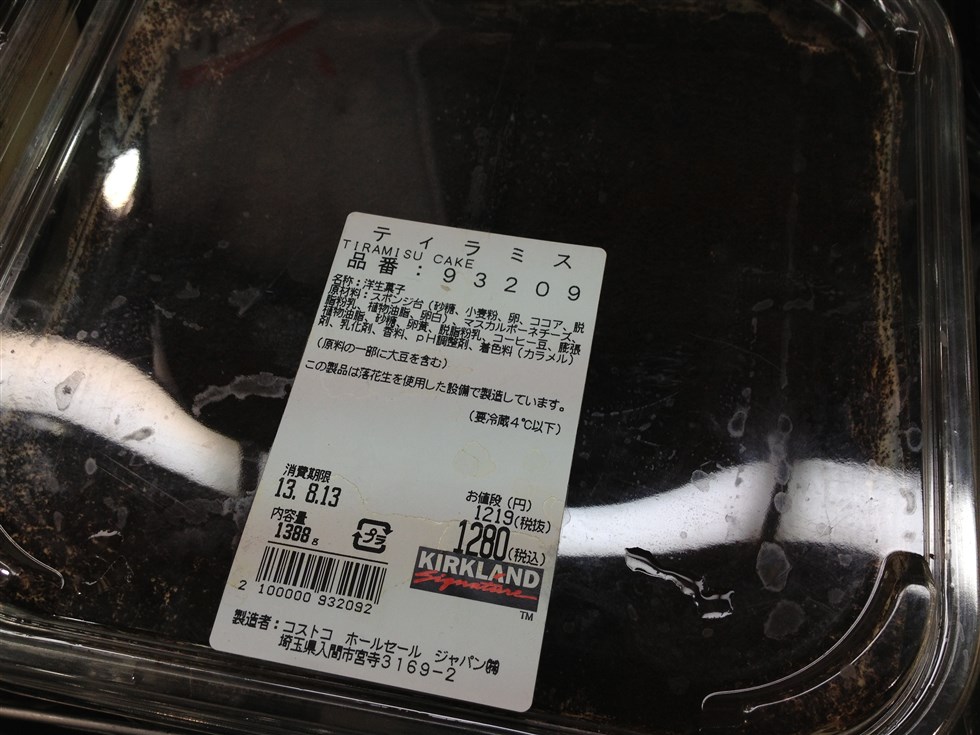 ティラミス
TIRAMISU CAKE
品番：93209
名称：洋生菓子
原材料：スポンジ台（砂糖、小麦粉、卵、ココア、脱
脂粉乳、植物油脂、卵白）、マスカルポーネチーズ、
植物油脂、砂糖、卵黄、脱脂粉乳、コーヒー豆、膨張
剤、乳化剤、香料、pH調整剤、着色料（カラメル）
（原料の一部に大豆を含む）
この製品は落花生を使用した設備で製造しています。
（要冷蔵4℃以下）
消費期限
13. 8.13
内容量
1388g
プラ
お値段（円）
1219（税抜）
1280（税込）
KIRKLAND
Signature
TM
2 100000 932092
製造者：コストコ ホールセール ジャパン㈱
埼玉県入間市宮寺3169-2